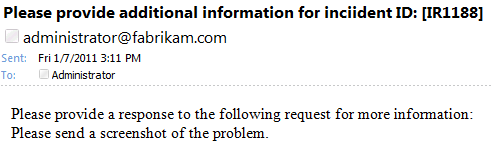 Please provide additional information for inciident ID: [IR1188]
administrator@fabrikam.com
Sent: Fri 1/7/2011 3:11 PM
To: Administrator
Please provide a response to the following request for more information:
Please send a screenshot of the problem.